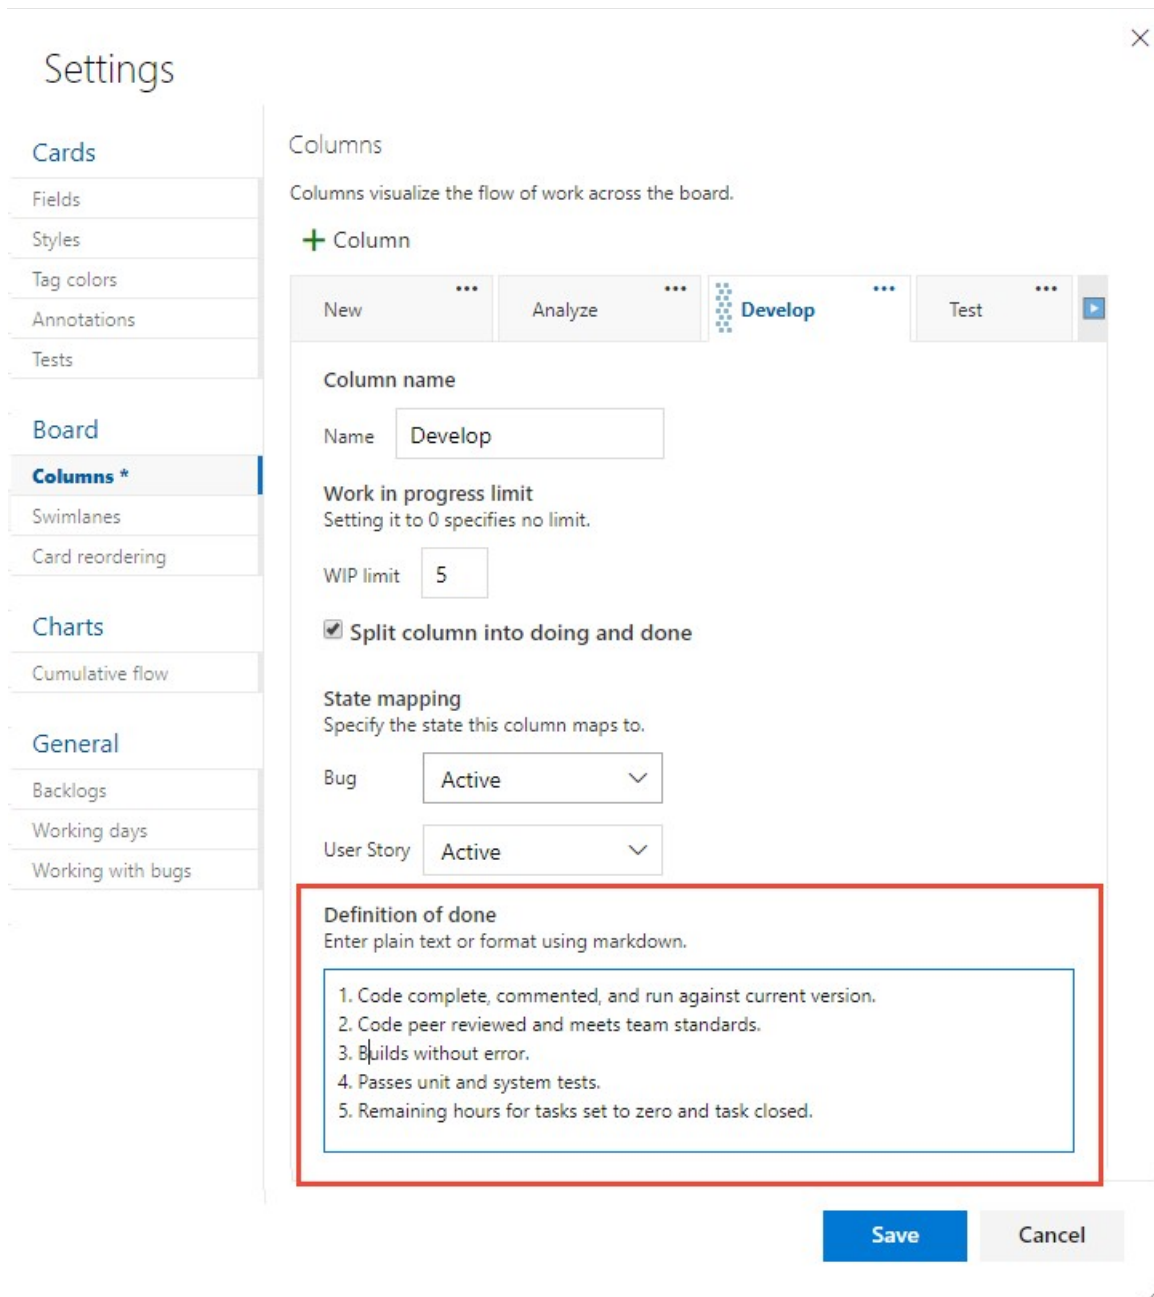 Settings
Cards
Fields
Styles
Tag colors
Annotations
Tests
Board
Columns *
Swimlanes
Card reordering
Charts
Cumulative flow
General
Backlogs
Working days
Working with bugs
Columns
Columns visualize the flow of work across the board.
+ Column
New ... Analyze ... Develop ... Test ...
Column name
Name Develop
Work in progress limit
Setting it to 0 specifies no limit.
WIP limit 5
Split column into doing and done
State mapping
Specify the state this column maps to.
Bug Active
User Story Active
Definition of done
Enter plain text or format using markdown.
1. Code complete, commented, and run against current version.
2. Code peer reviewed and meets team standards.
3. Builds without error.
4. Passes unit and system tests.
5. Remaining hours for tasks set to zero and task closed.
Save Cancel